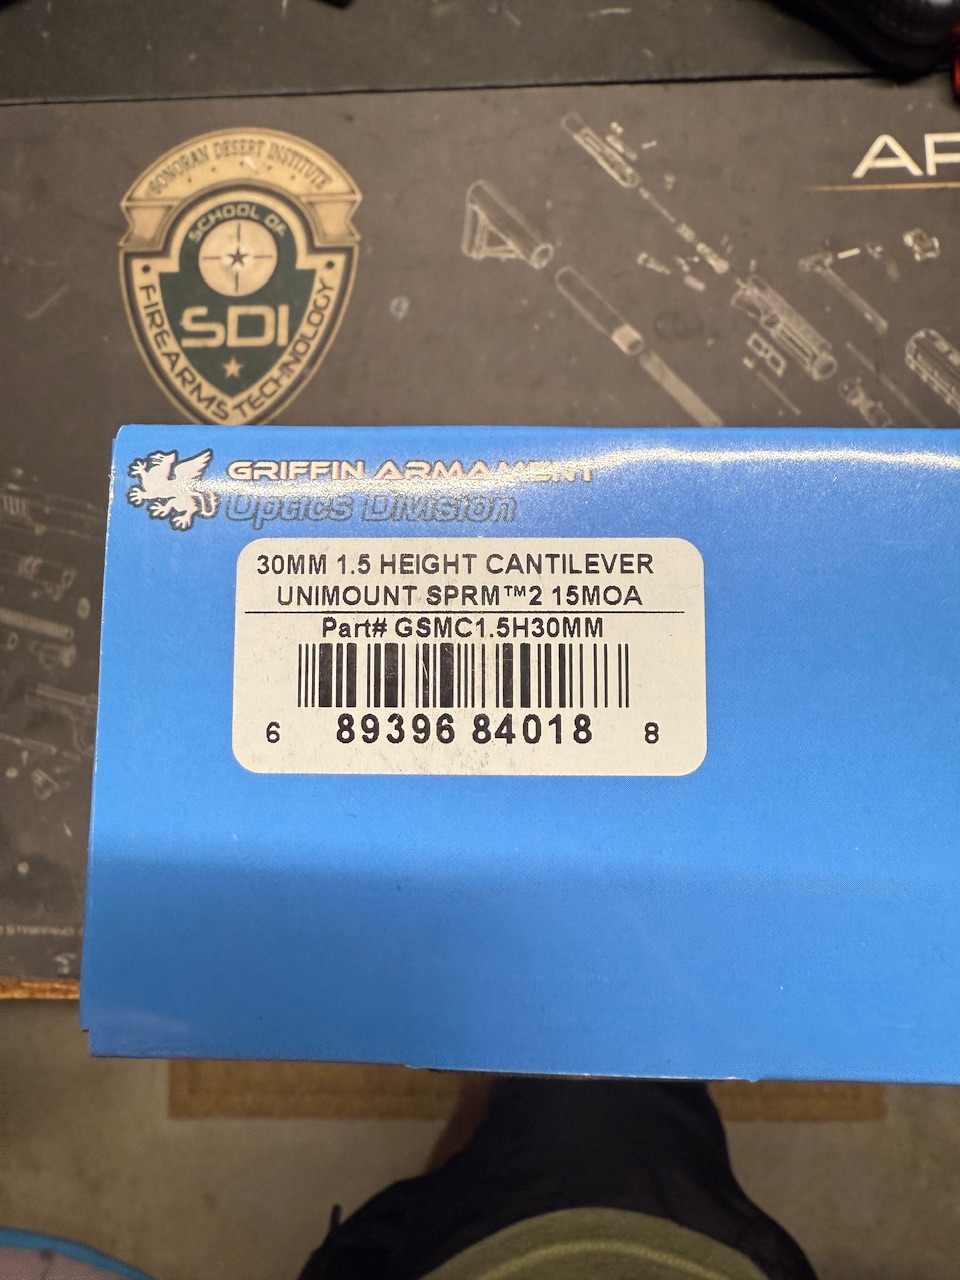 SONORAN DESERT INSTITUTE
SCHOOL OF
SDI
FIREARMS TECHNOLOGY
AR
GRIFFIN ARMAMENT
Optics Division
30MM 1.5 HEIGHT CANTILEVER
UNIMOUNT SPRM™2 15MOA
Part# GSMC1.5H30MM
6 89396 84018 8